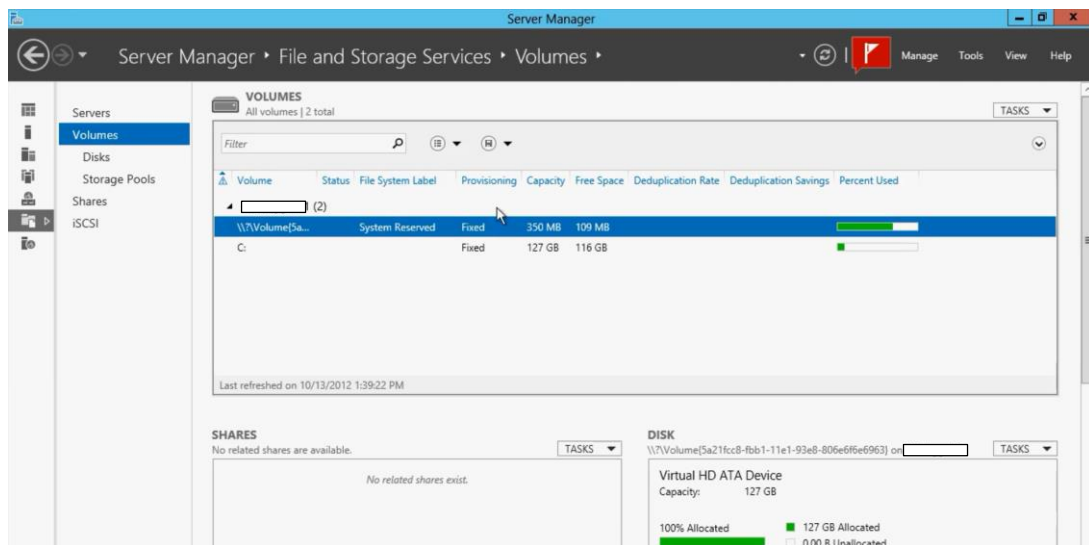 Server Manager
Server Manager ‣ File and Storage Services ‣ Volumes ‣
Manage Tools View Help
Servers
Volumes
Disks
Storage Pools
Shares
iSCSI
VOLUMES
All volumes | 2 total
TASKS
Filter
Volume Status File System Label Provisioning Capacity Free Space Deduplication Rate Deduplication Savings Percent Used
(2)
\\?\Volume{5a... System Reserved Fixed 350 MB 109 MB
C: Fixed 127 GB 116 GB
Last refreshed on 10/13/2012 1:39:22 PM
SHARES
No related shares are available.
TASKS
No related shares exist.
DISK
\\?\Volume{5a21fcc8-fbb1-11e1-93e8-806e6f6e6963} on
TASKS
Virtual HD ATA Device
Capacity: 127 GB
100% Allocated
127 GB Allocated
0.00 B Unallocated